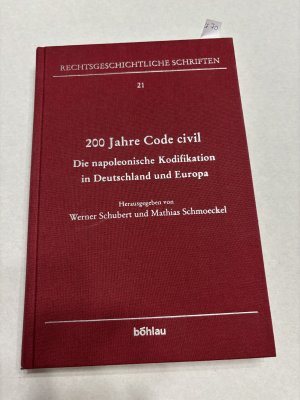 RECHTSGESCHICHTLICHE SCHRIFTEN
21
200 Jahre Code civil
Die napoleonische Kodifikation
in Deutschland und Europa
Herausgegeben von
Werner Schubert und Mathias Schmoeckel
böhlau